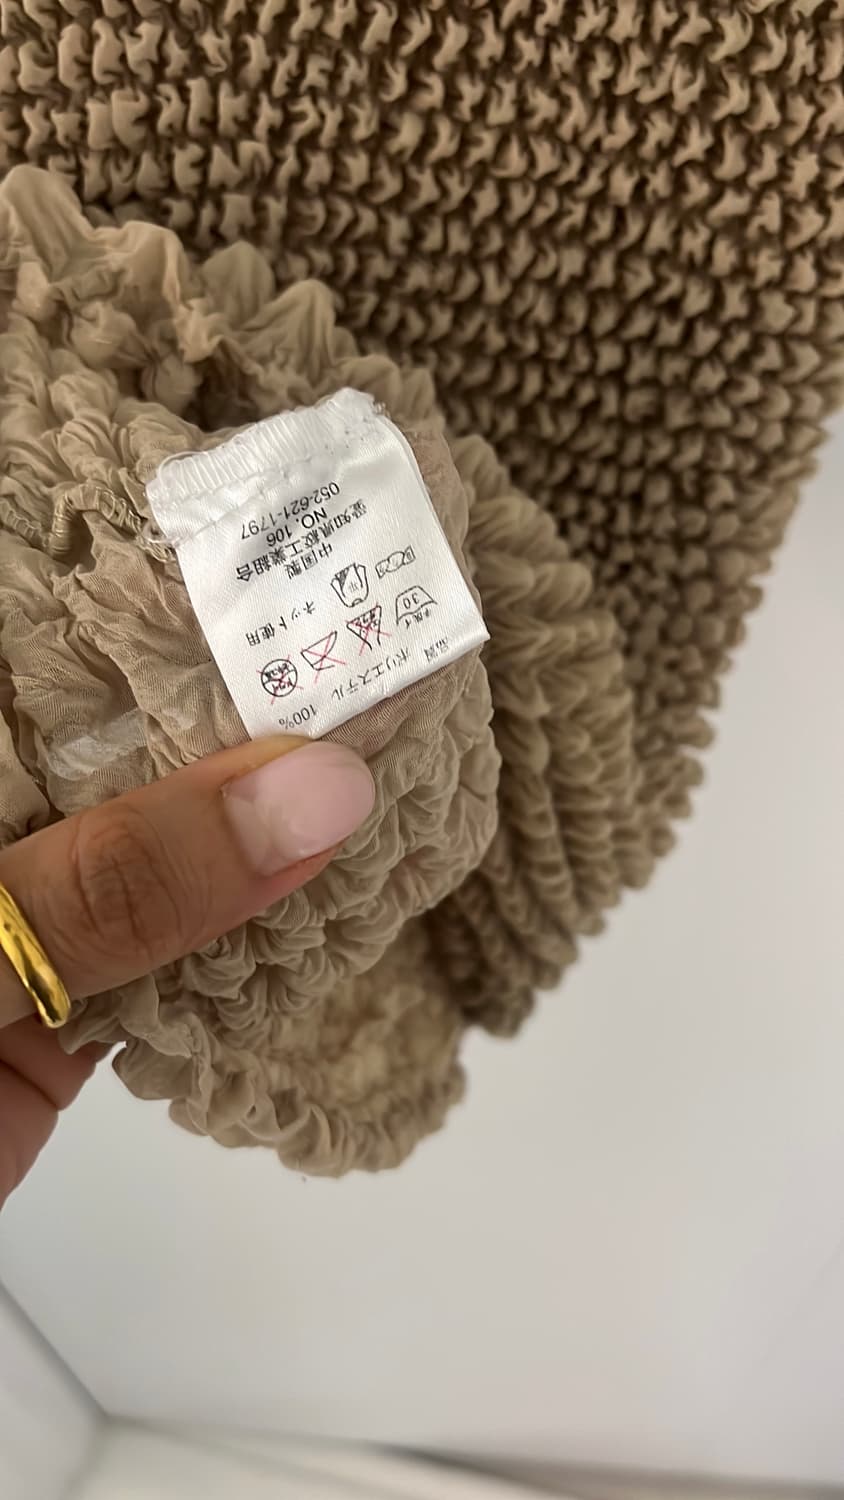 品質 ポリエステル 100%
30
ネット使用
中国製
愛知県絞工業組合
NO. 106
052-621-1797